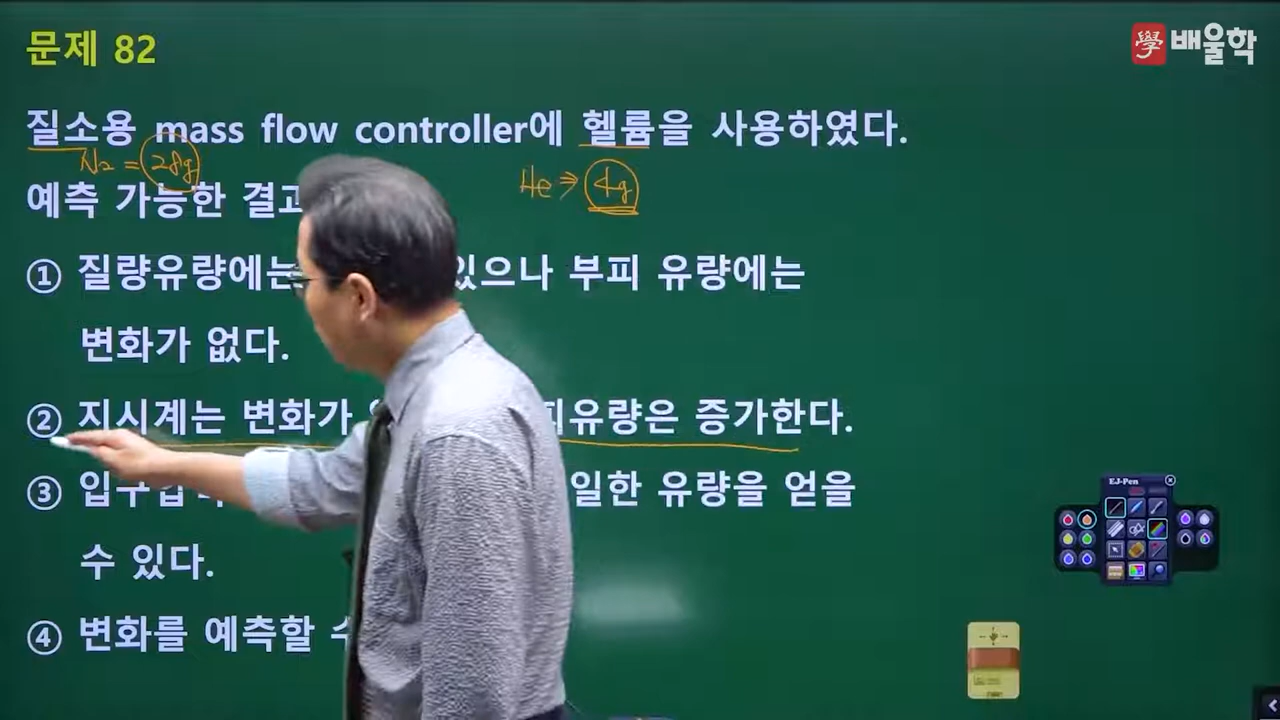 문제 82
學 배울학
질소용 mass flow controller에 헬륨을 사용하였다.
N2 = 28g
He ⇒ 4g
예측 가능한 결과
① 질량유량에는 있으나 부피 유량에는
변화가 없다.
② 지시계는 변화가 유량은 증가한다.
③ 일한 유량을 얻을
수 있다.
④ 변화를 예측할
EJ-Pen